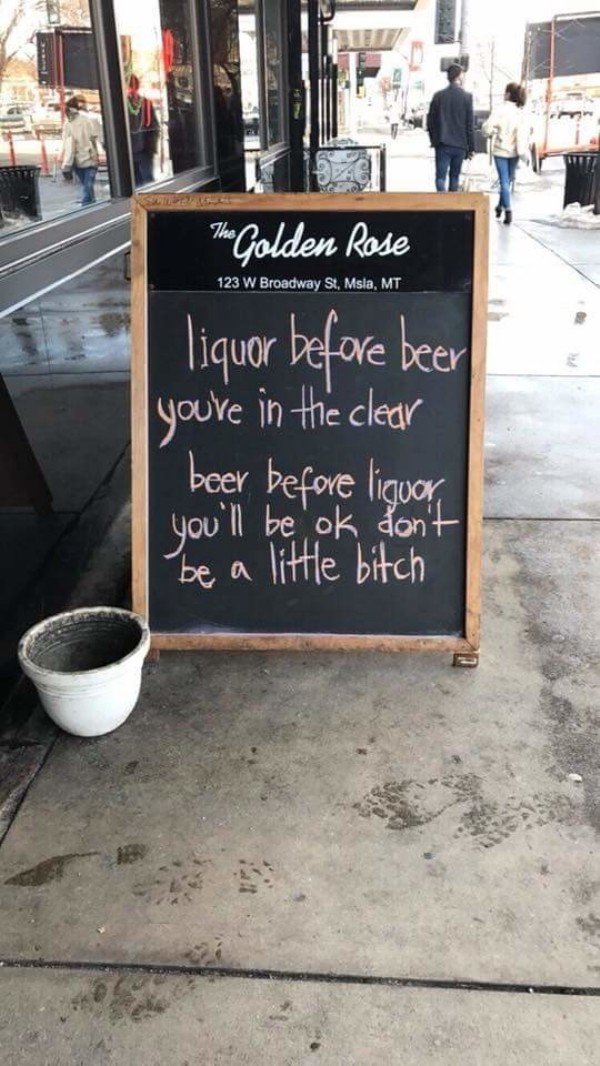 The Golden Rose
123 W Broadway St, Msla, MT
liquor before beer
you're in the clear
beer before liquor
you'll be ok don't
be a little bitch